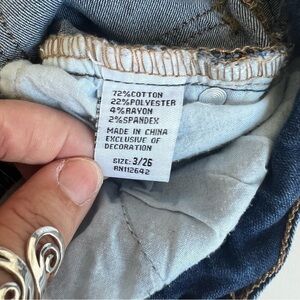 72%COTTON
22%POLYESTER
4%RAYON
2%SPANDEX
MADE IN CHINA
EXCLUSIVE OF
DECORATION
SIZE: 3/26
RN112642